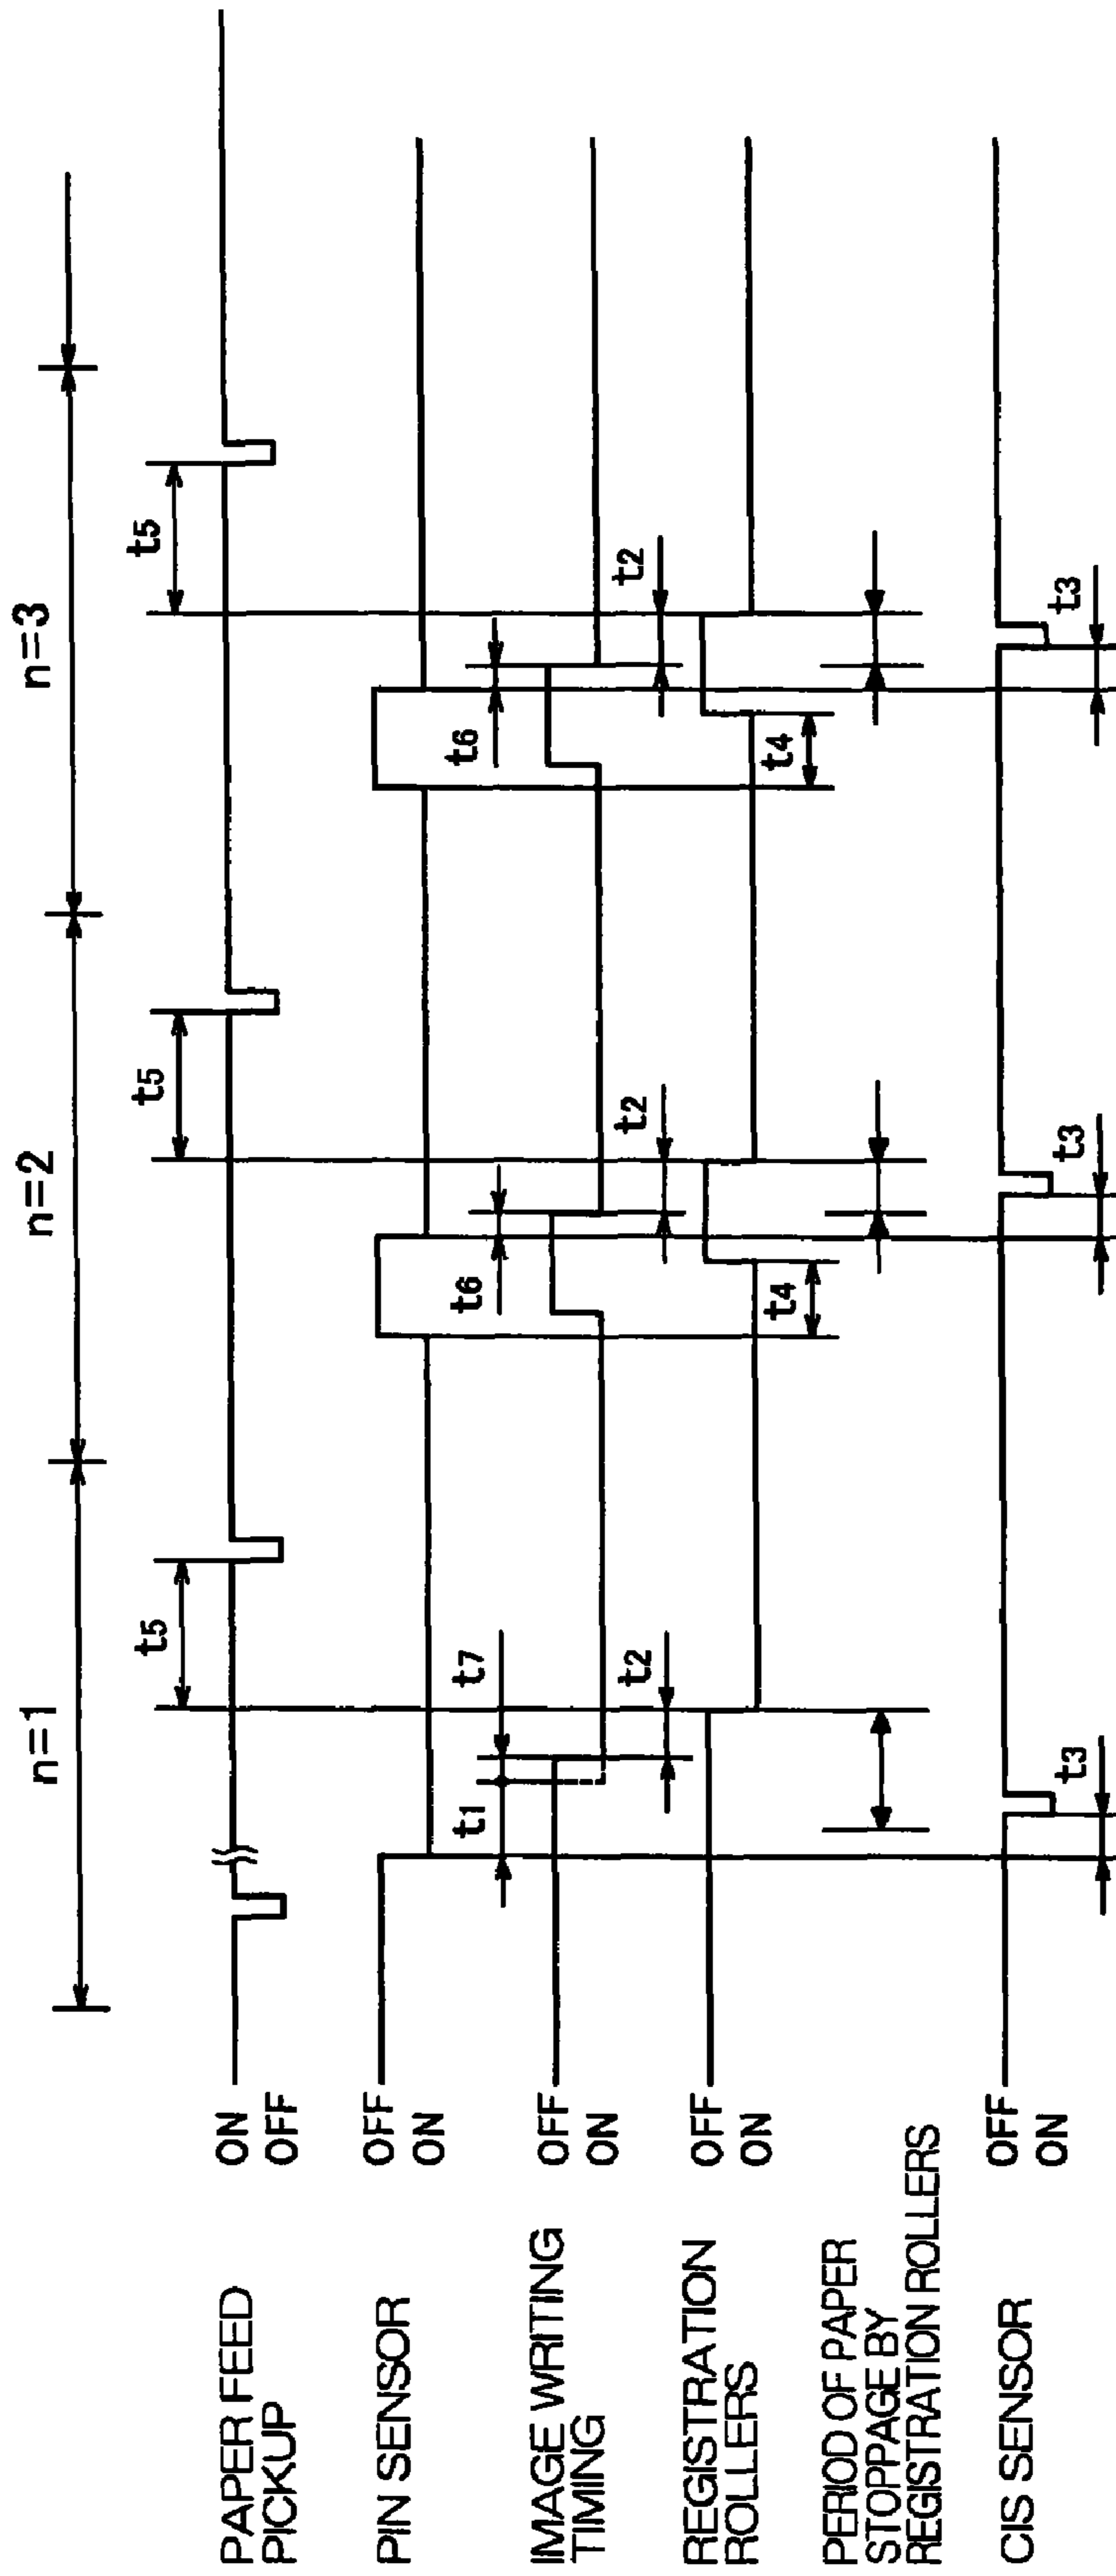 n=1
n=2
n=3
PAPER FEED
PICKUP
ON
OFF
t5
t5
t5
PIN SENSOR
OFF
ON
IMAGE WRITING
TIMING
OFF
ON
t1
t7
t6
t6
t2
t2
t2
REGISTRATION
ROLLERS
OFF
ON
t4
t4
PERIOD OF PAPER
STOPPAGE BY
REGISTRATION ROLLERS
CIS SENSOR
OFF
ON
t3
t3
t3